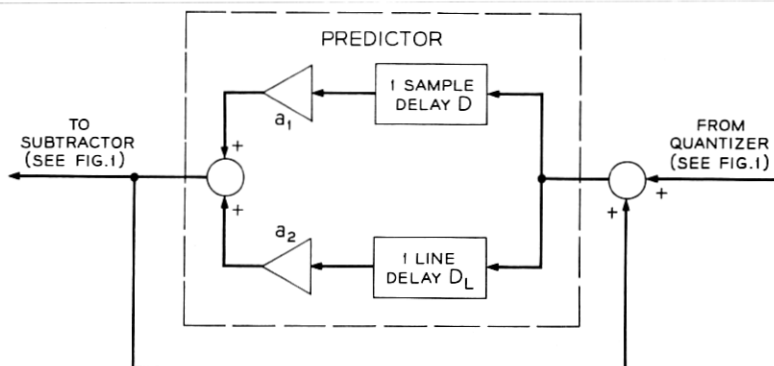 PREDICTOR
1 SAMPLE
DELAY D
a1
+
TO
SUBTRACTOR
(SEE FIG.1)
FROM
QUANTIZER
(SEE FIG.1)
+
+
+
a2
1 LINE
DELAY DL